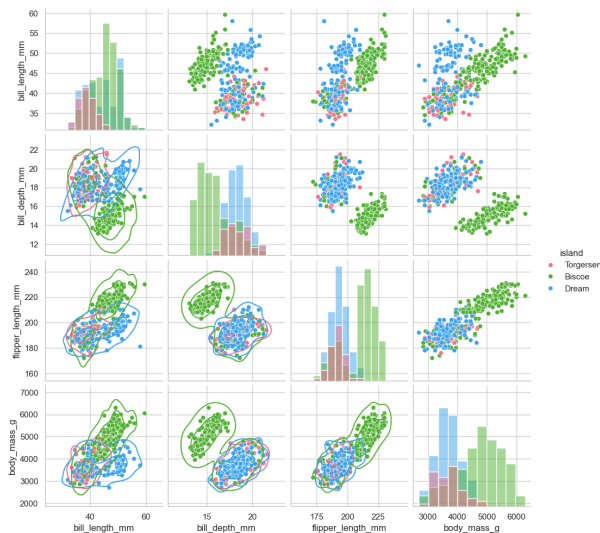 60
55
50
45
40
35
bill_length_mm
22
20
18
16
14
12
bill_depth_mm
240
220
200
180
160
flipper_length_mm
island
Torgersen
Biscoe
Dream
7000
6000
5000
4000
3000
2000
body_mass_g
40 60
15 20
175 200 225
3000 4000 5000 6000
bill_length_mm bill_depth_mm flipper_length_mm body_mass_g